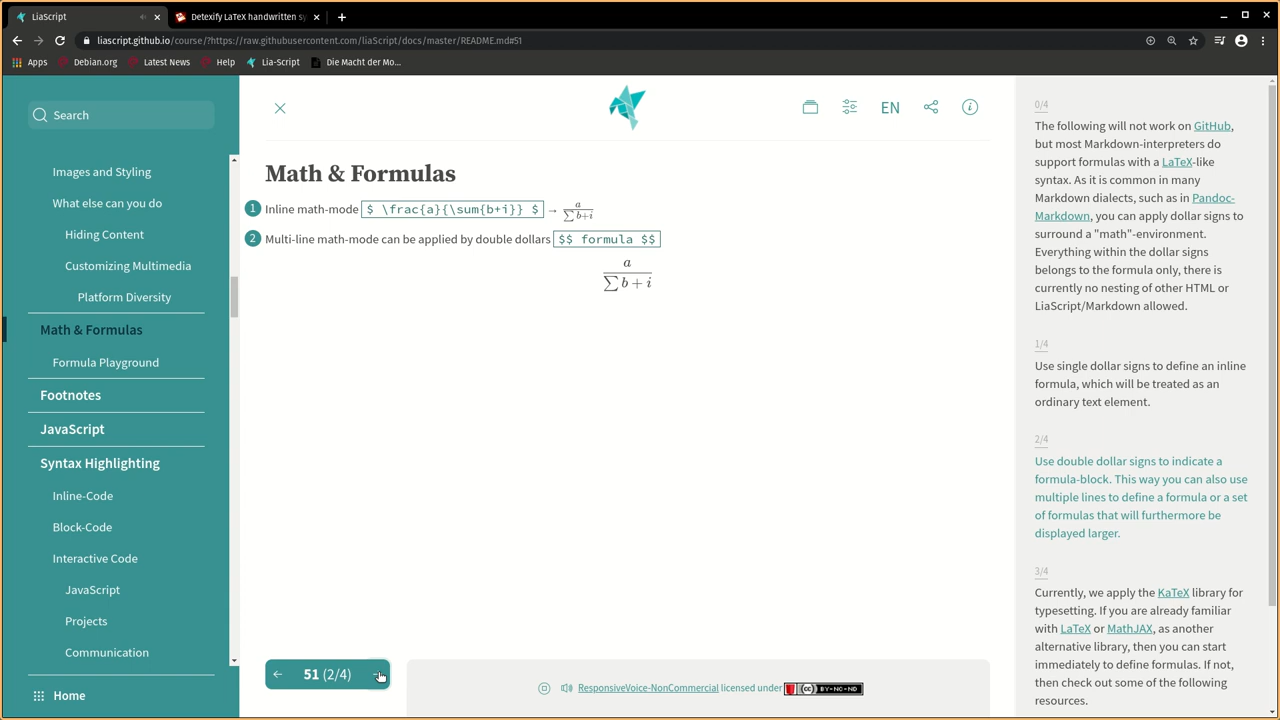 LiaScript
Detexify LaTeX handwritten sy
liascript.github.io/course/?https://raw.githubusercontent.com/liaScript/docs/master/README.md#51
Apps
Debian.org
Latest News
Help
Lia-Script
Die Macht der Mo...
Search
Images and Styling
What else can you do
Hiding Content
Customizing Multimedia
Platform Diversity
Math & Formulas
Formula Playground
Footnotes
JavaScript
Syntax Highlighting
Inline-Code
Block-Code
Interactive Code
JavaScript
Projects
Communication
Home
EN
Math & Formulas
1 Inline math-mode $ \frac{a}{\sum{b+i}} $ → a
∑ b+i
2 Multi-line math-mode can be applied by double dollars $$ formula $$
a
∑ b + i
51 (2/4)
ResponsiveVoice-NonCommercial licensed under
CC BY-NC-ND
0/4
The following will not work on GitHub,
but most Markdown-interpreters do
support formulas with a LaTeX-like
syntax. As it is common in many
Markdown dialects, such as in Pandoc-
Markdown, you can apply dollar signs to
surround a "math"-environment.
Everything within the dollar signs
belongs to the formula only, there is
currently no nesting of other HTML or
LiaScript/Markdown allowed.
1/4
Use single dollar signs to define an inline
formula, which will be treated as an
ordinary text element.
2/4
Use double dollar signs to indicate a
formula-block. This way you can also use
multiple lines to define a formula or a set
of formulas that will furthermore be
displayed larger.
3/4
Currently, we apply the KaTeX library for
typesetting. If you are already familiar
with LaTeX or MathJAX, as another
alternative library, then you can start
immediately to define formulas. If not,
then check out some of the following
resources.